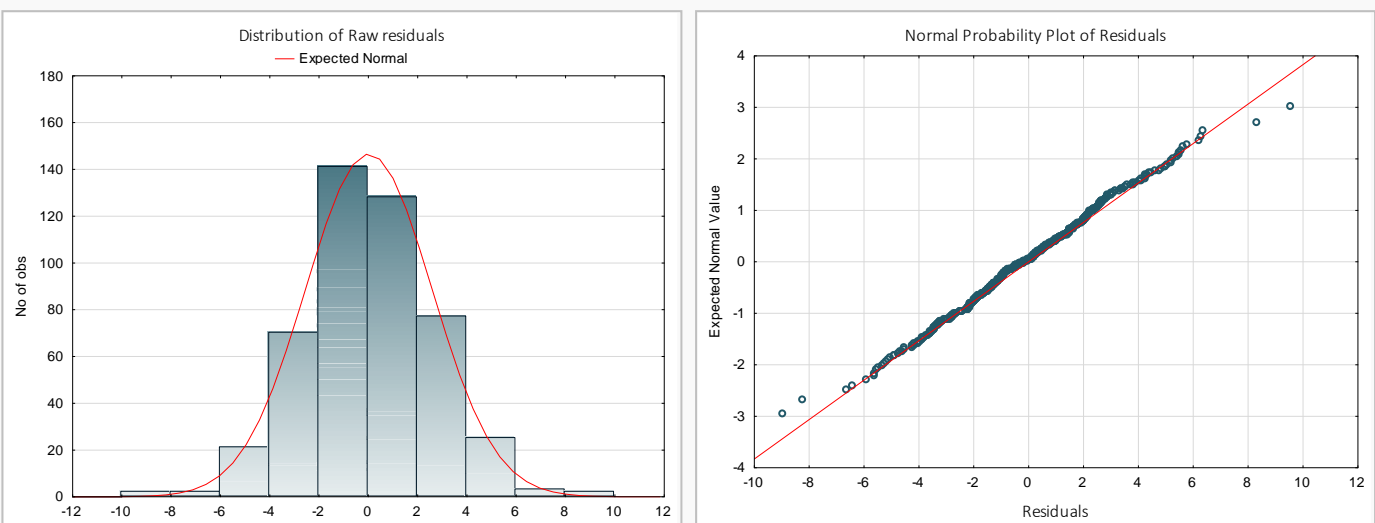 Distribution of Raw residuals
Expected Normal
180
160
140
120
100
80
60
40
20
0
No of obs
-12 -10 -8 -6 -4 -2 0 2 4 6 8 10 12
Normal Probability Plot of Residuals
4
3
2
1
0
-1
-2
-3
-4
Expected Normal Value
-10 -8 -6 -4 -2 0 2 4 6 8 10 12
Residuals